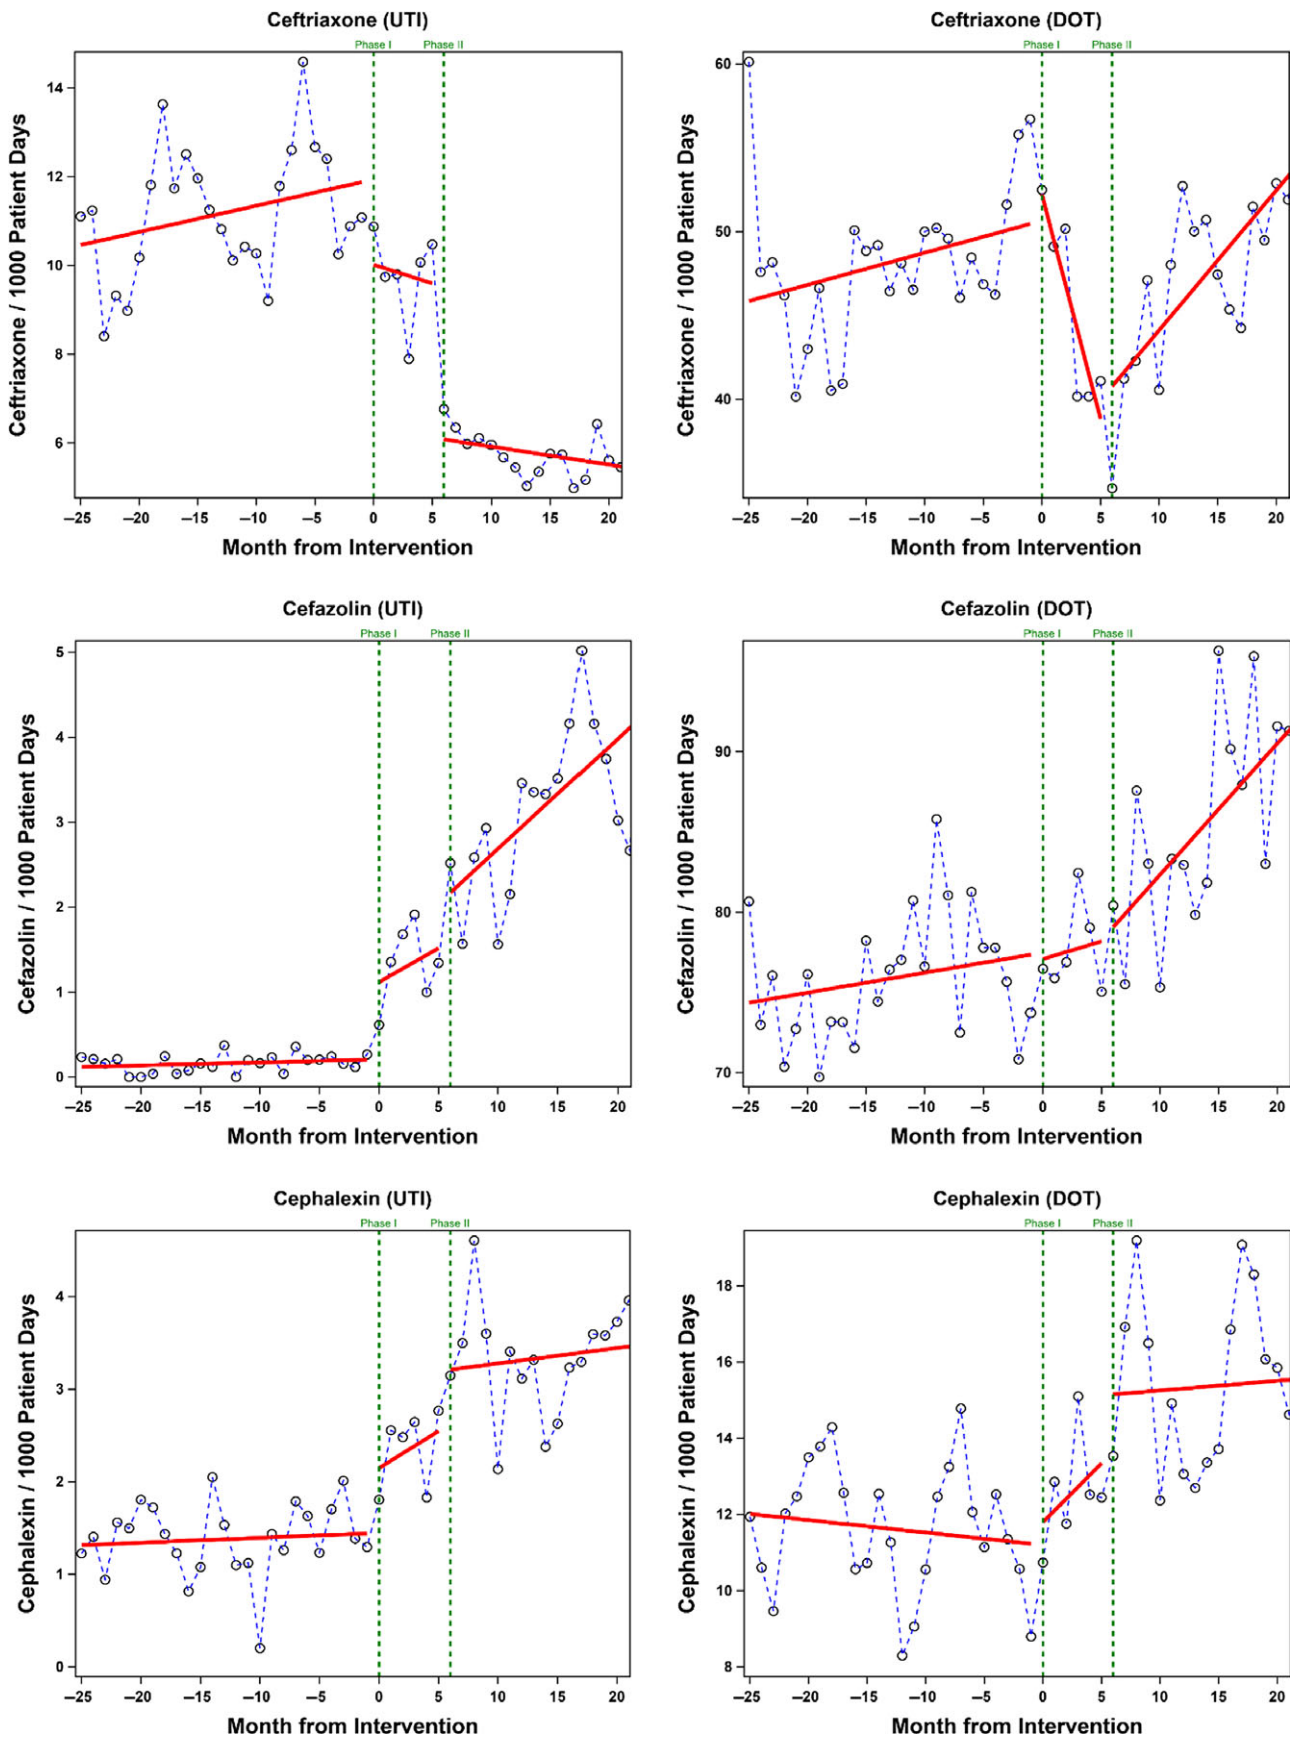 Ceftriaxone (UTI)
Phase I Phase II
Ceftriaxone / 1000 Patient Days
14
12
10
8
6
–25 –20 –15 –10 –5 0 5 10 15 20
Month from Intervention
Ceftriaxone (DOT)
Phase I Phase II
Ceftriaxone / 1000 Patient Days
60
50
40
–25 –20 –15 –10 –5 0 5 10 15 20
Month from Intervention
Cefazolin (UTI)
Phase I Phase II
Cefazolin / 1000 Patient Days
5
4
3
2
1
0
–25 –20 –15 –10 –5 0 5 10 15 20
Month from Intervention
Cefazolin (DOT)
Phase I Phase II
Cefazolin / 1000 Patient Days
90
80
70
–25 –20 –15 –10 –5 0 5 10 15 20
Month from Intervention
Cephalexin (UTI)
Phase I Phase II
Cephalexin / 1000 Patient Days
4
3
2
1
0
–25 –20 –15 –10 –5 0 5 10 15 20
Month from Intervention
Cephalexin (DOT)
Phase I Phase II
Cephalexin / 1000 Patient Days
18
16
14
12
10
8
–25 –20 –15 –10 –5 0 5 10 15 20
Month from Intervention